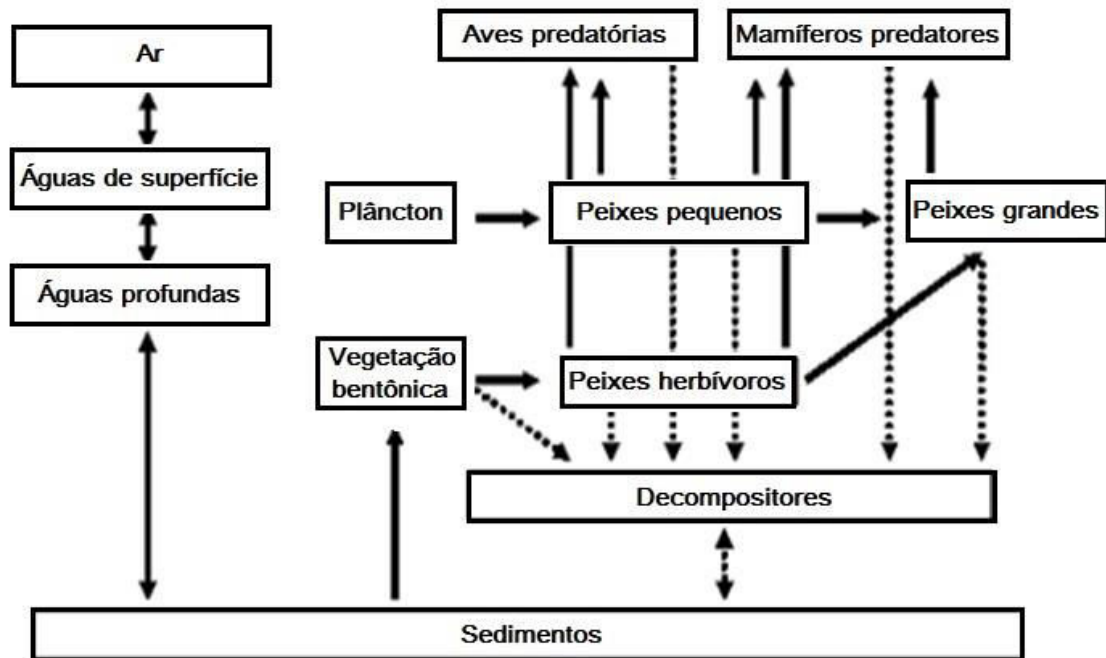 Aves predatórias
Mamíferos predatores
Ar
Águas de superfície
Plâncton
Peixes pequenos
Peixes grandes
Águas profundas
Vegetação
bentônica
Peixes herbívoros
Decompositores
Sedimentos